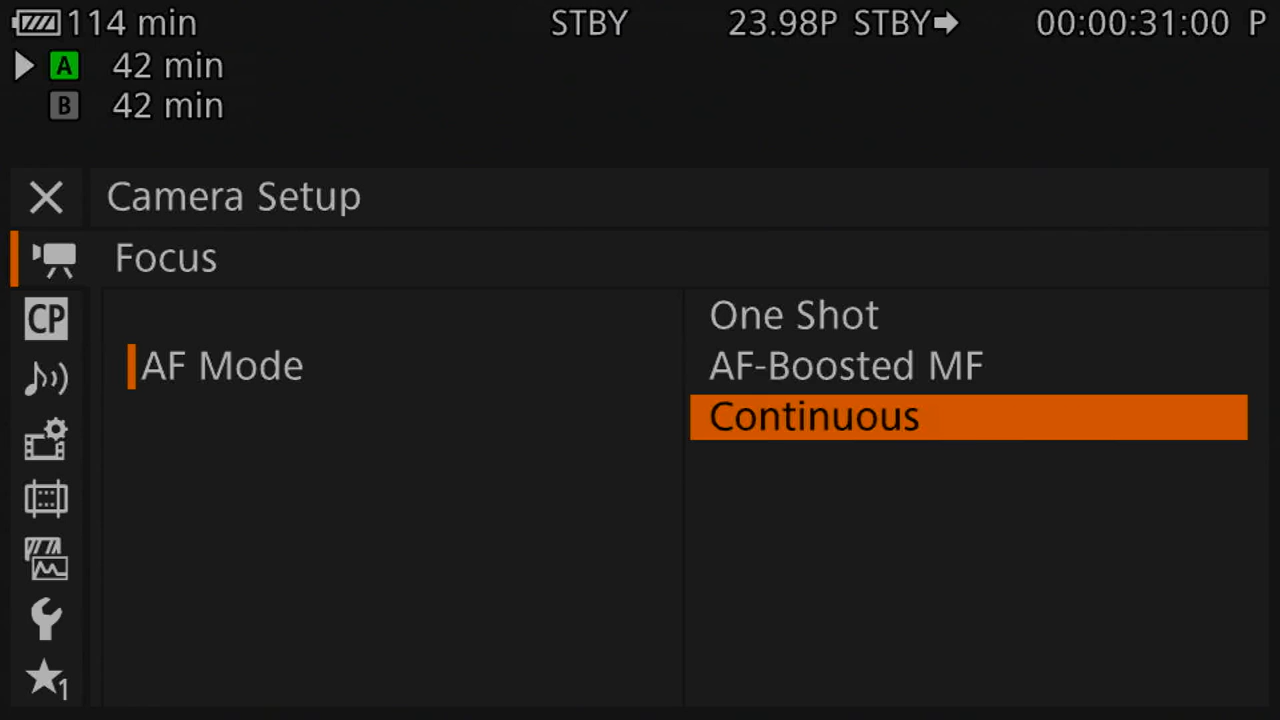 114 min STBY 23.98P STBY➡ 00:00:31:00 P
A 42 min
B 42 min
Camera Setup
Focus
CP
AF Mode
One Shot
AF-Boosted MF
Continuous
1